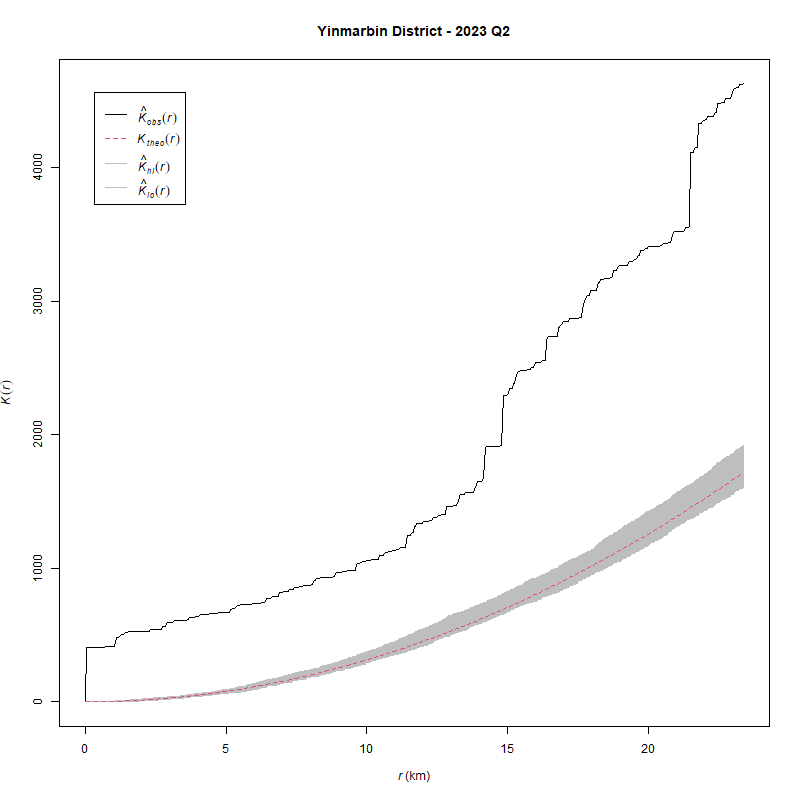 Yinmarbin District - 2023 Q2
K̂obs(r)
Ktheo(r)
K̂hi(r)
K̂lo(r)
K(r)
4000
3000
2000
1000
0
0 5 10 15 20
r (km)